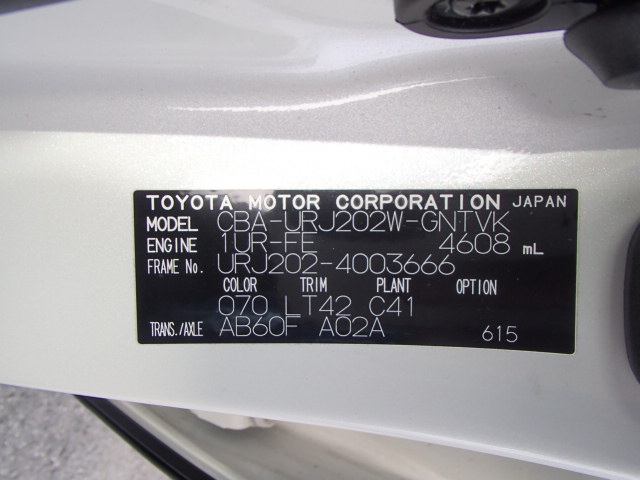 TOYOTA MOTOR CORPORATION JAPAN
MODEL CBA-URJ202W-GNTVK
ENGINE 1UR-FE 4608 mL
FRAME No. URJ202-4003666
COLOR TRIM PLANT OPTION
070 LT42 C41
TRANS./AXLE AB60F A02A 615